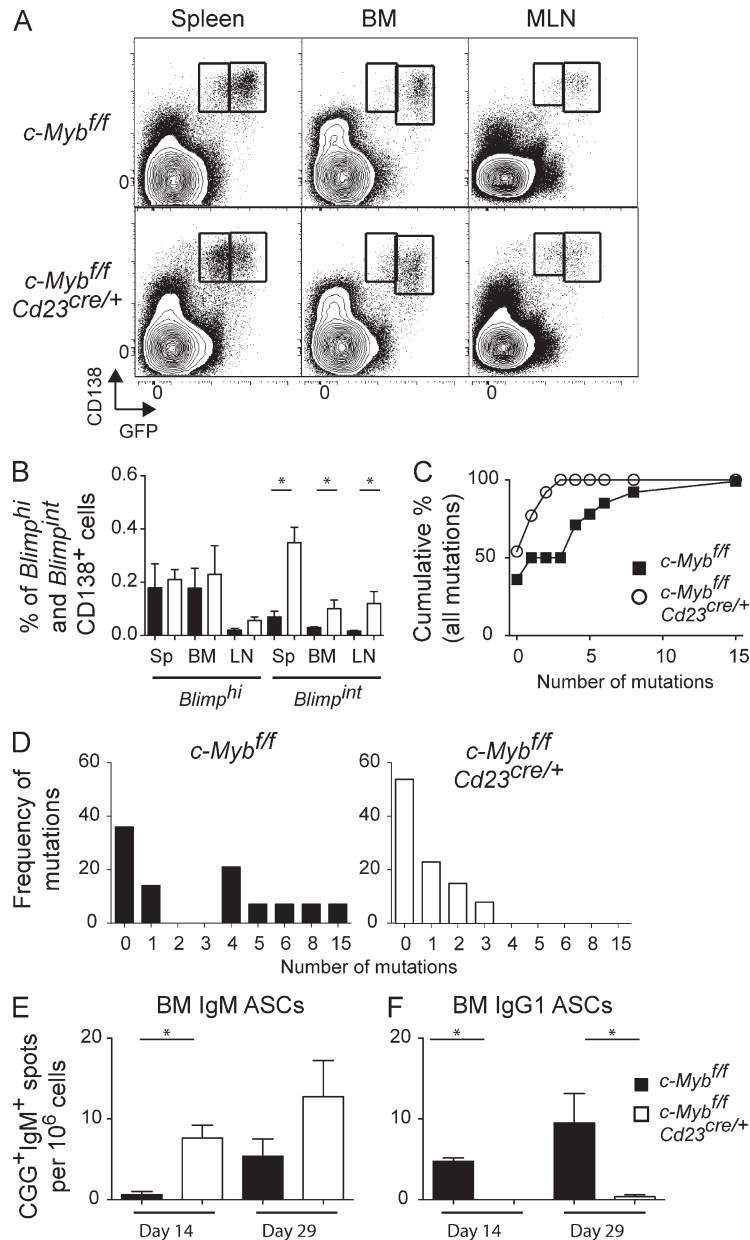 A
Spleen BM MLN
c-Myb^f/f
0
c-Myb^f/f
Cd23^cre/+
0
0 0 0
CD138
GFP
B
% of Blimp^hi
and Blimp^int
CD138^+ cells
0.6
0.4
0.2
0.0
* * *
Sp BM LN Sp BM LN
Blimp^hi Blimp^int
C
Cumulative %
(all mutations)
100
50
0
c-Myb^f/f
c-Myb^f/f
Cd23^cre/+
0 5 10 15
Number of mutations
D
c-Myb^f/f
c-Myb^f/f
Cd23^cre/+
Frequency of
mutations
60
40
20
0
60
40
20
0
0 1 2 3 4 5 6 8 15
0 1 2 3 4 5 6 8 15
Number of mutations
E
BM IgM ASCs
CGG^+IgM^+ spots
per 10^6 cells
20
10
0
*
Day 14 Day 29
F
BM IgG1 ASCs
20
10
0
* *
c-Myb^f/f
c-Myb^f/f
Cd23^cre/+
Day 14 Day 29